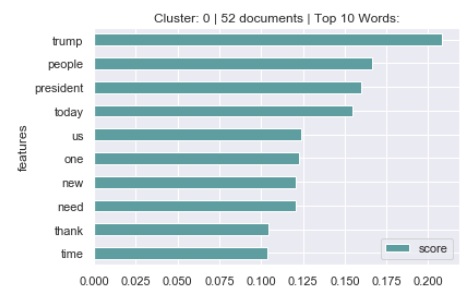 Cluster: 0 | 52 documents | Top 10 Words:
trump
people
president
today
us
one
new
need
thank
time
features
score
0.000 0.025 0.050 0.075 0.100 0.125 0.150 0.175 0.200